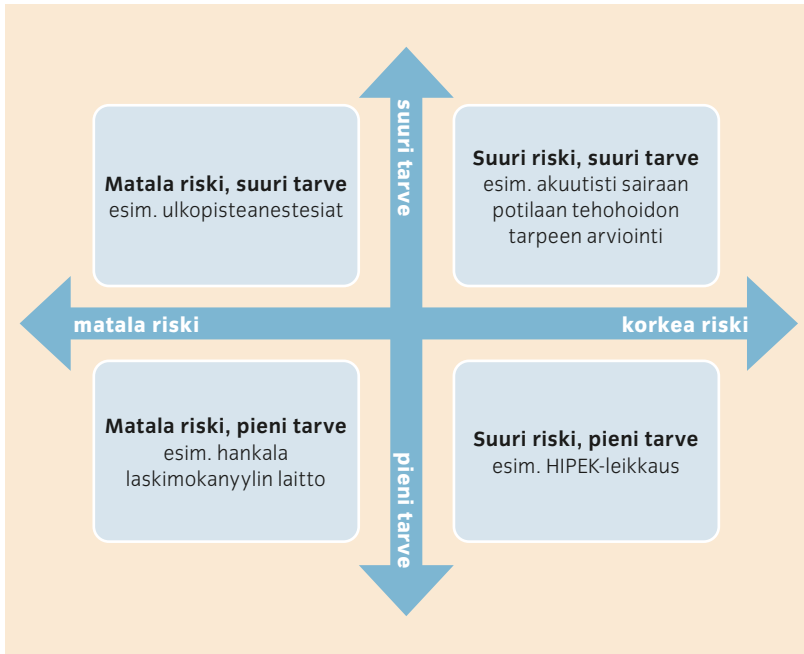 suuri tarve
Matala riski, suuri tarve
esim. ulkopisteanestesiat
Suuri riski, suuri tarve
esim. akuutisti sairaan
potilaan tehohoidon
tarpeen arviointi
matala riski
korkea riski
Matala riski, pieni tarve
esim. hankala
laskimokanyylin laitto
Suuri riski, pieni tarve
esim. HIPEK-leikkaus
pieni tarve